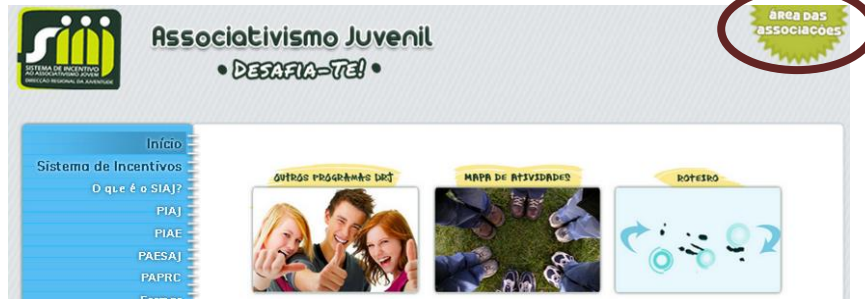 SISTEMA DE INCENTIVO
AO ASSOCIATIVISMO JOVEM
DIRECÇÃO REGIONAL DA JUVENTUDE
Associativismo Juvenil
• DESAFIA-TE! •
ÁREA DAS
ASSOCIAÇÕES
Início
Sistema de Incentivos
O que é o SIAJ?
PIAJ
PIAE
PAESAJ
PAPRC
OUTROS PROGRAMAS DRJ
MAPA DE ATIVIDADES
ROTEIRO